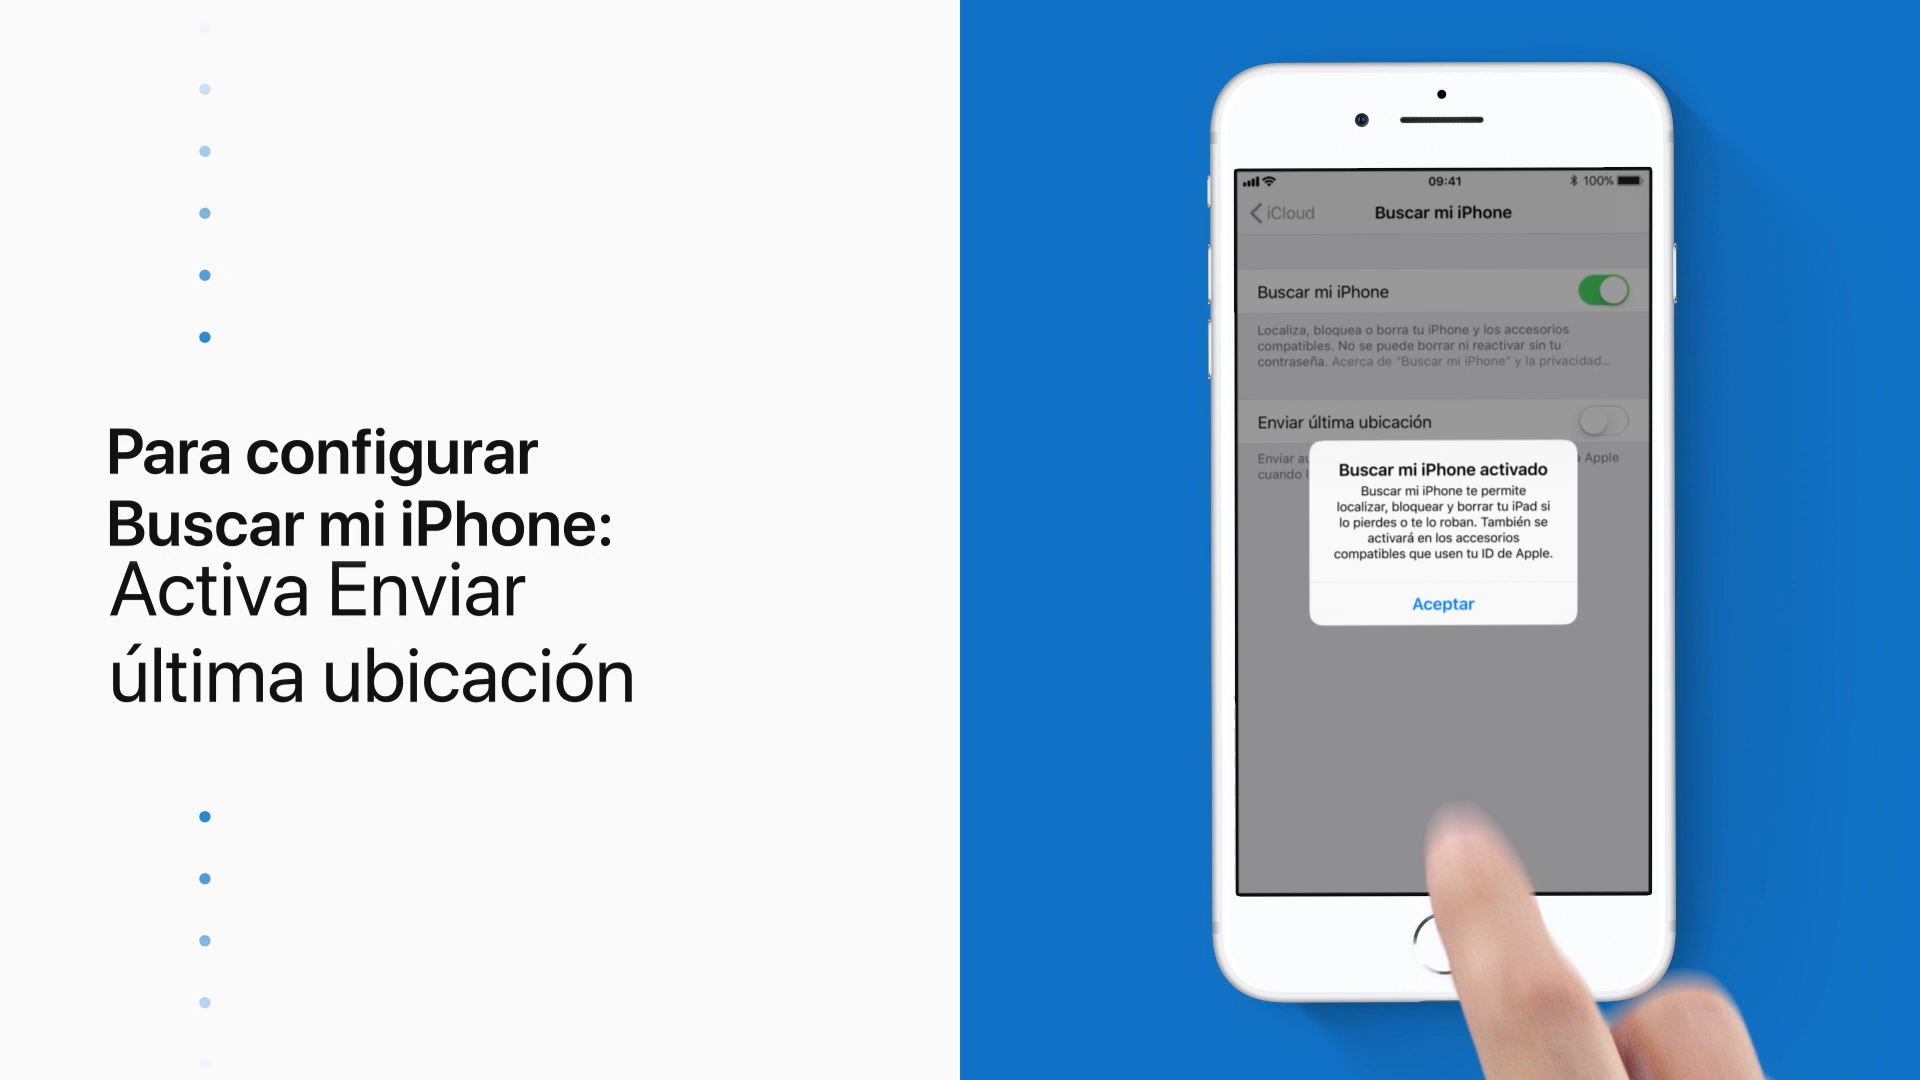 Para configurar
Buscar mi iPhone:
Activa Enviar
última ubicación
09:41
100%
iCloud
Buscar mi iPhone
Buscar mi iPhone
Localiza, bloquea o borra tu iPhone y los accesorios
compatibles. No se puede borrar ni reactivar sin tu
contraseña. Acerca de "Buscar mi iPhone" y la privacidad...
Enviar última ubicación
Enviar
Apple
cuando
Buscar mi iPhone activado
Buscar mi iPhone te permite
localizar, bloquear y borrar tu iPad si
lo pierdes o te lo roban. También se
activará en los accesorios
compatibles que usen tu ID de Apple.
Aceptar